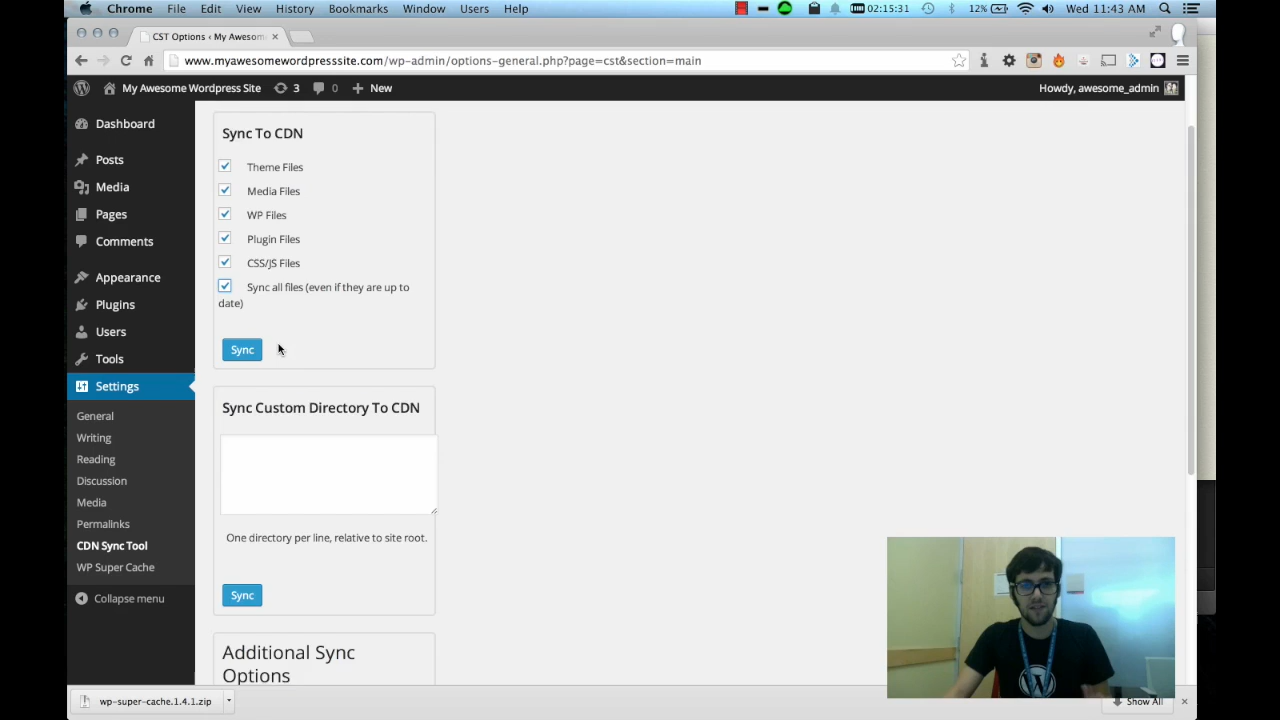 Chrome File Edit View History Bookmarks Window Users Help 02:15:31 12% Wed 11:43 AM
CST Options ‹ My Awesom
www.myawesomewordpresssite.com/wp-admin/options-general.php?page=cst&section=main
My Awesome Wordpress Site 3 0 New Howdy, awesome_admin
Dashboard
Posts
Media
Pages
Comments
Appearance
Plugins
Users
Tools
Settings
General
Writing
Reading
Discussion
Media
Permalinks
CDN Sync Tool
WP Super Cache
Collapse menu
Sync To CDN
Theme Files
Media Files
WP Files
Plugin Files
CSS/JS Files
Sync all files (even if they are up to
date)
Sync
Sync Custom Directory To CDN
One directory per line, relative to site root.
Sync
Additional Sync
Options
wp-super-cache.1.4.1.zip
Show All